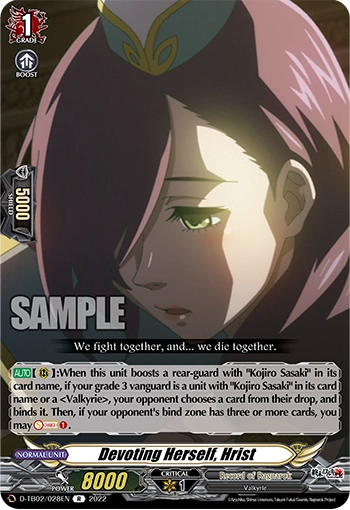 1
GRADE
BOOST
5000
SHIELD
SAMPLE
We fight together, and... we die together.
AUTO [ ]:When this unit boosts a rear-guard with "Kojiro Sasaki" in its
card name, if your grade 3 vanguard is a unit with "Kojiro Sasaki" in its card
name or a <Valkyrie>, your opponent chooses a card from their drop, and
binds it. Then, if your opponent's bind zone has three or more cards, you
may 1 .
NORMAL UNIT
Devoting Herself, Hrist
POWER 8000
CRITICAL
1
Record of Ragnarok
Valkyrie
D-TB02/028EN R 2022